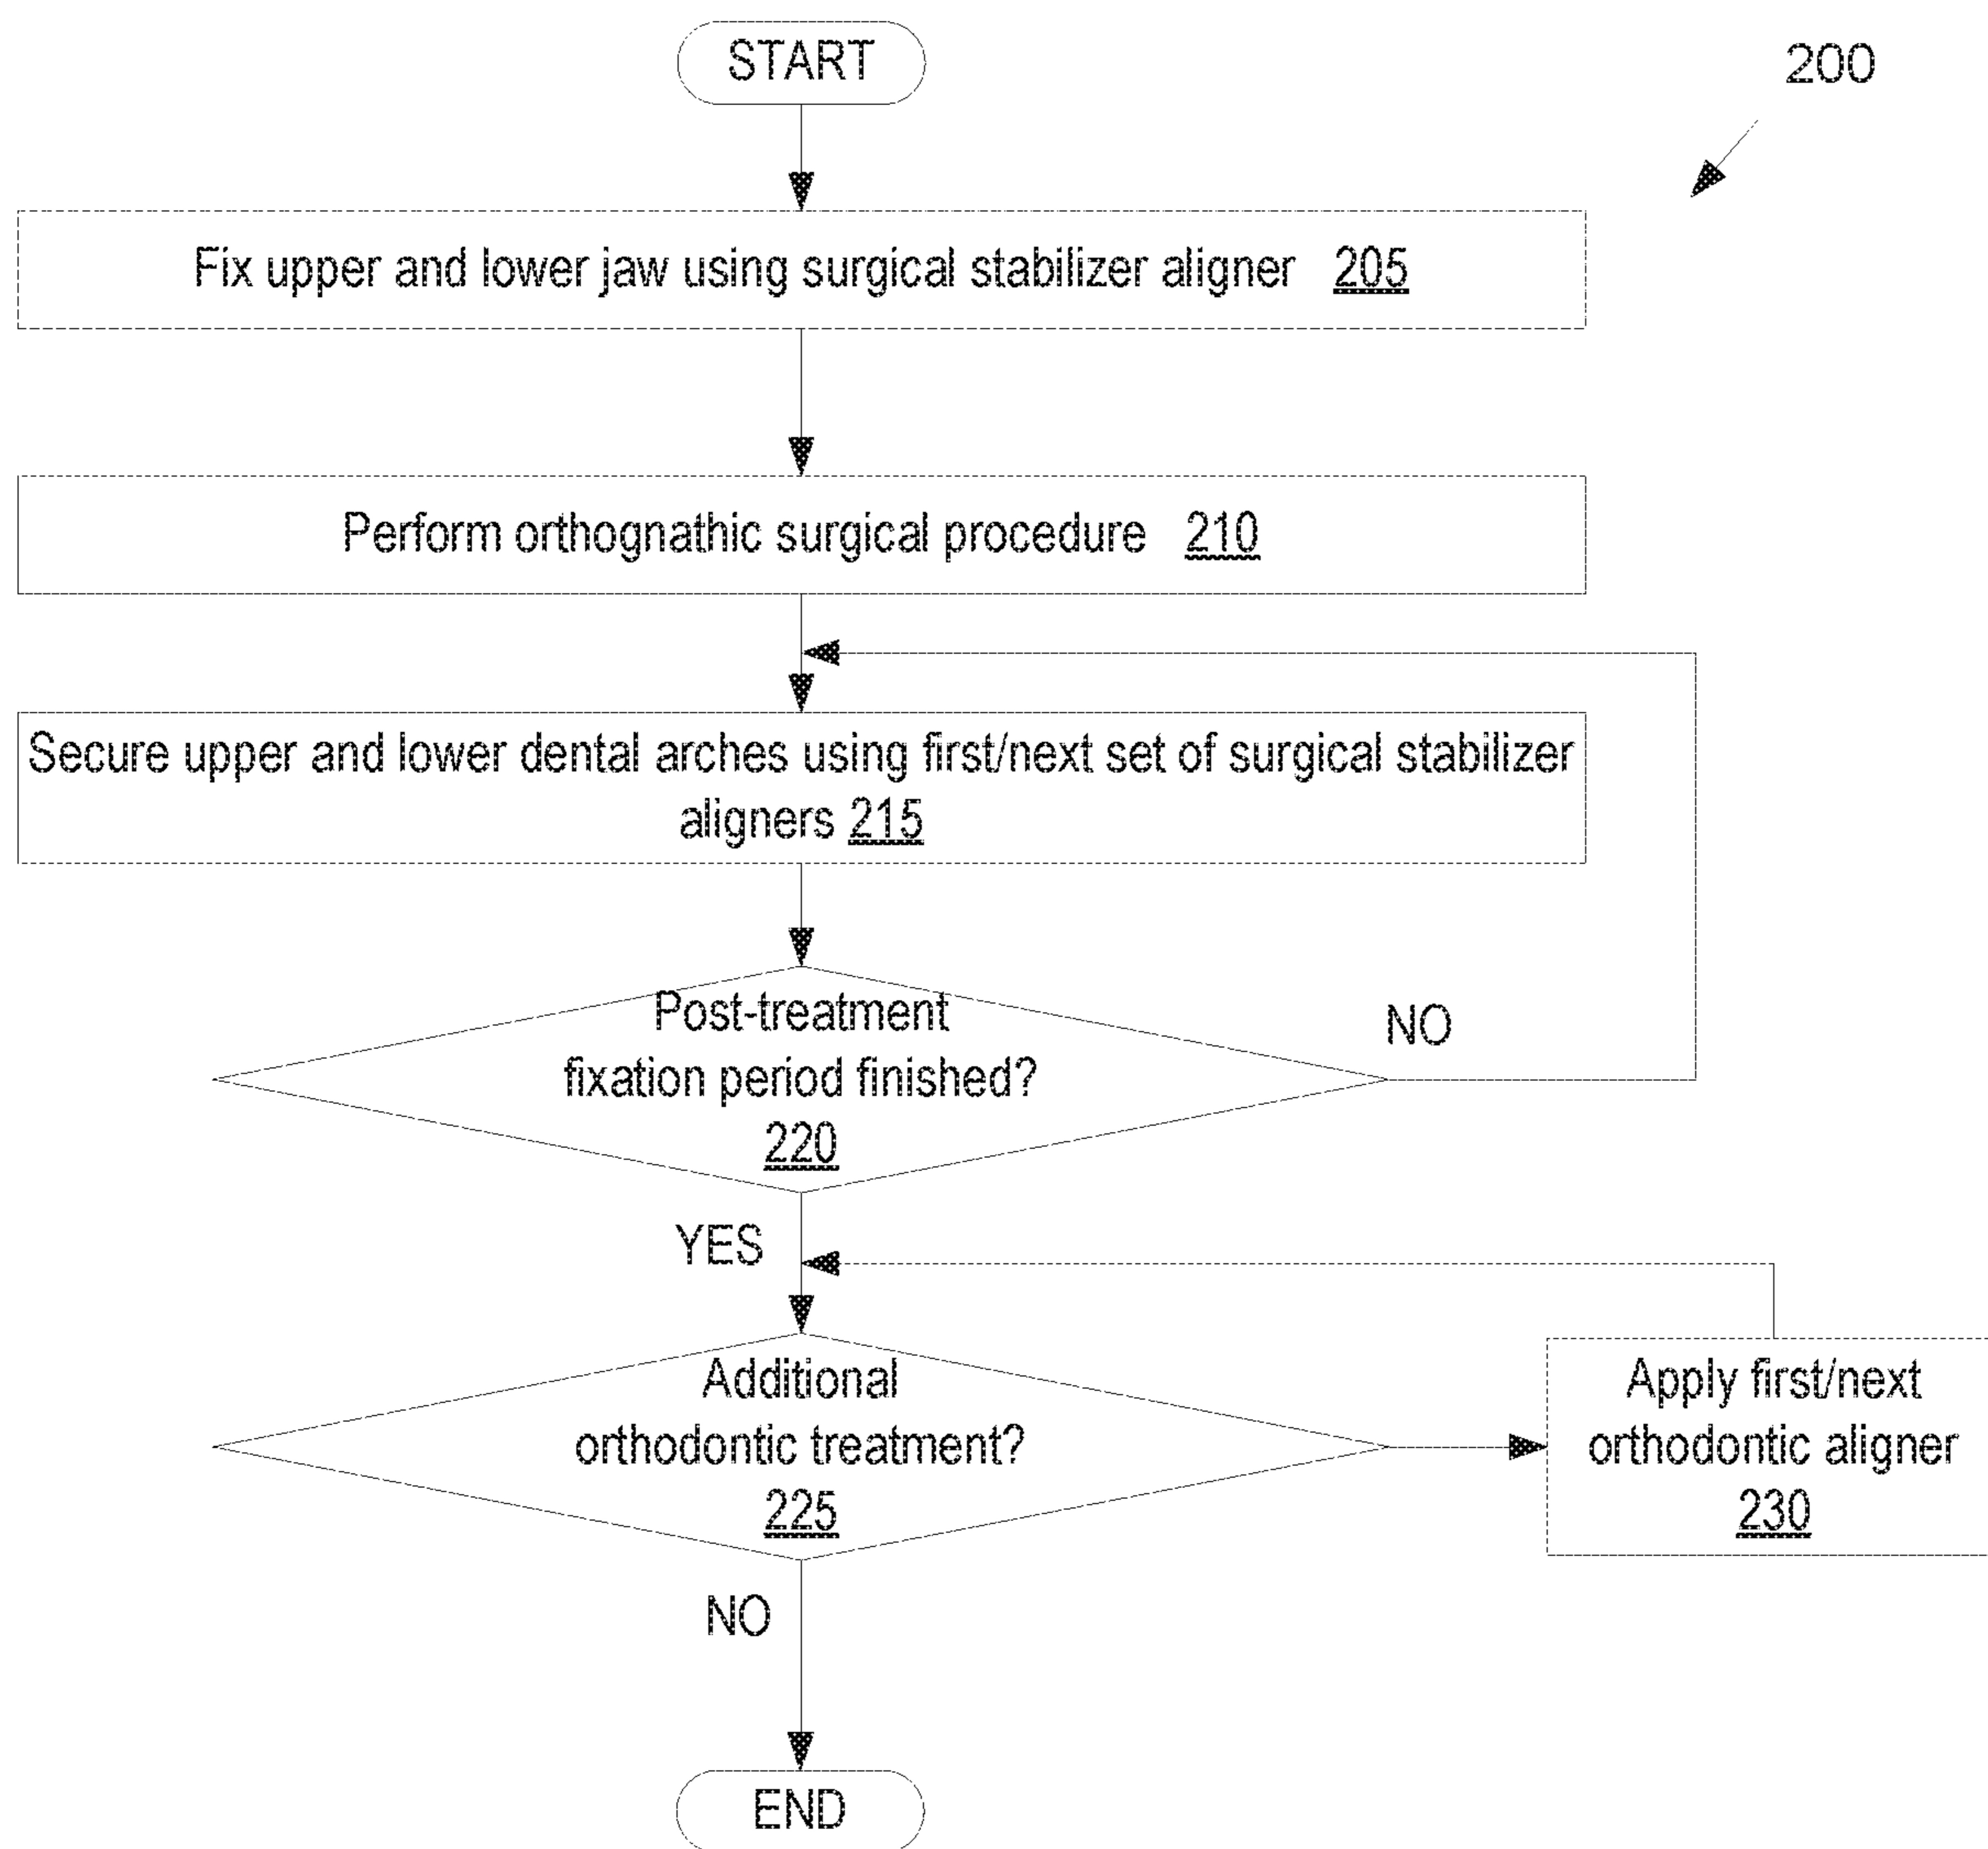 START
200
Fix upper and lower jaw using surgical stabilizer aligner 205
Perform orthognathic surgical procedure 210
Secure upper and lower dental arches using first/next set of surgical stabilizer
aligners 215
Post-treatment
fixation period finished?
220
NO
YES
Additional
orthodontic treatment?
225
Apply first/next
orthodontic aligner
230
NO
END